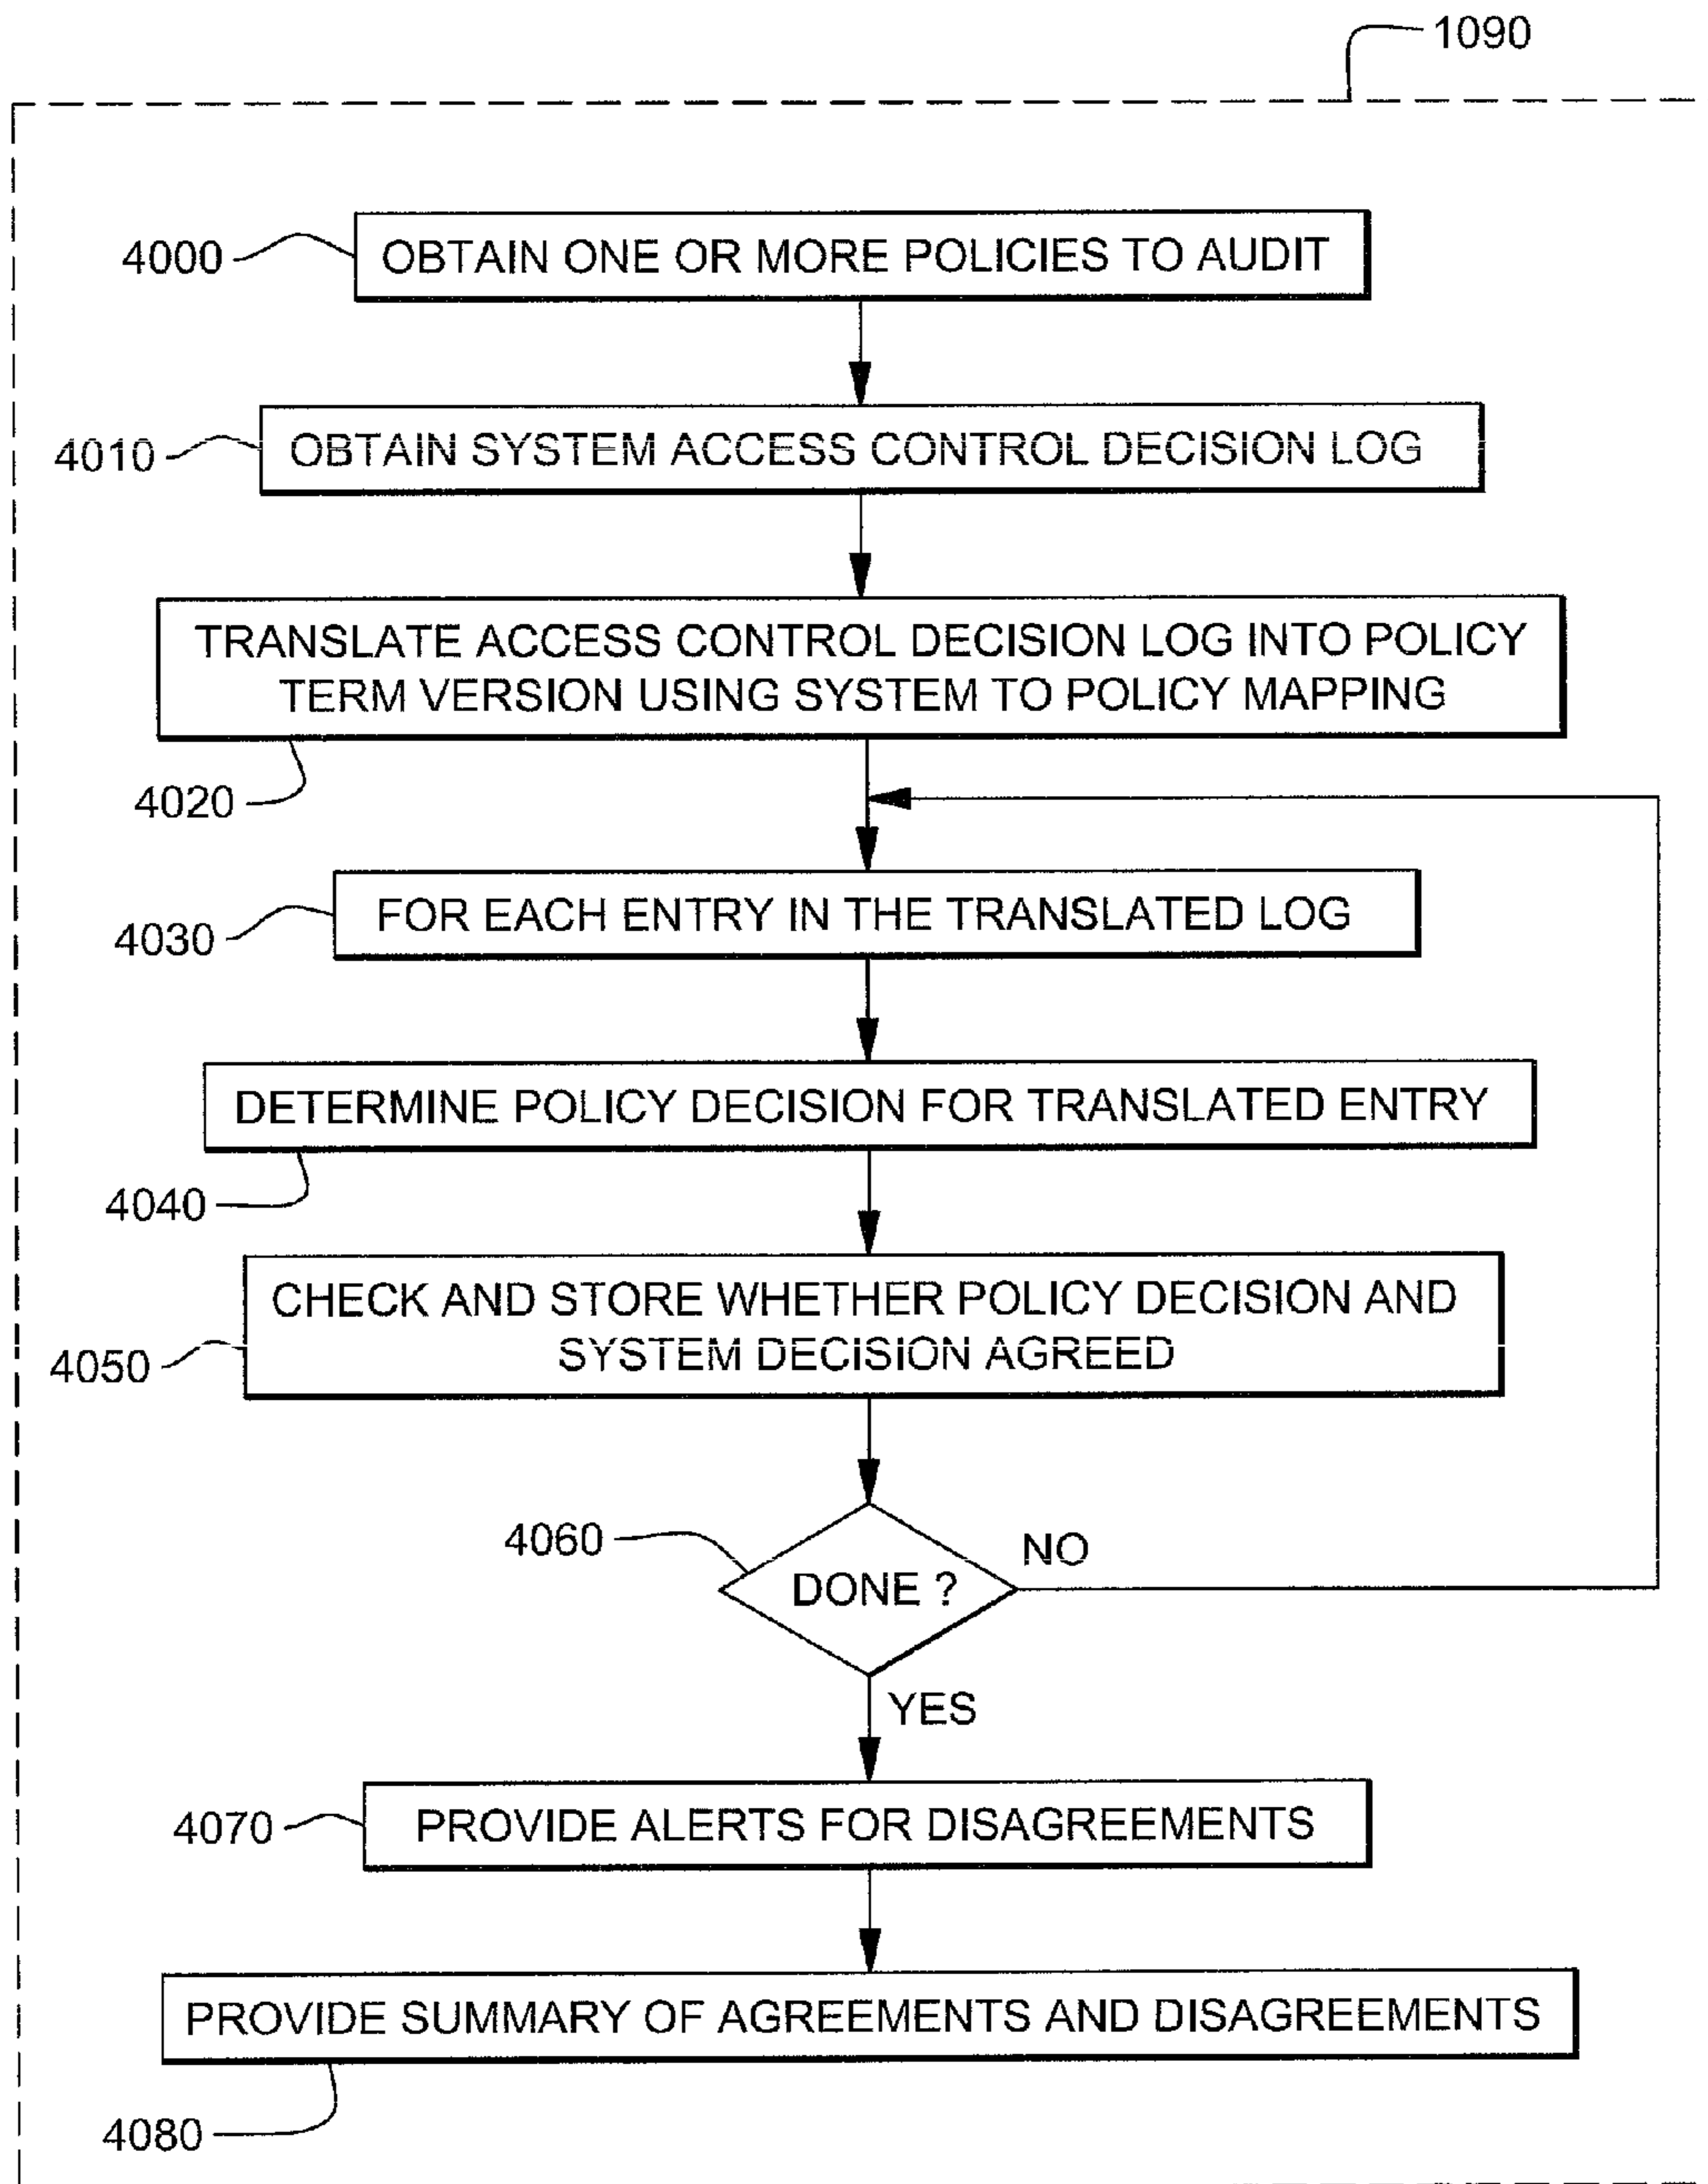 1090
4000
OBTAIN ONE OR MORE POLICIES TO AUDIT
4010
OBTAIN SYSTEM ACCESS CONTROL DECISION LOG
TRANSLATE ACCESS CONTROL DECISION LOG INTO POLICY
TERM VERSION USING SYSTEM TO POLICY MAPPING
4020
4030
FOR EACH ENTRY IN THE TRANSLATED LOG
DETERMINE POLICY DECISION FOR TRANSLATED ENTRY
4040
CHECK AND STORE WHETHER POLICY DECISION AND
SYSTEM DECISION AGREED
4050
4060
DONE ?
NO
YES
4070
PROVIDE ALERTS FOR DISAGREEMENTS
PROVIDE SUMMARY OF AGREEMENTS AND DISAGREEMENTS
4080